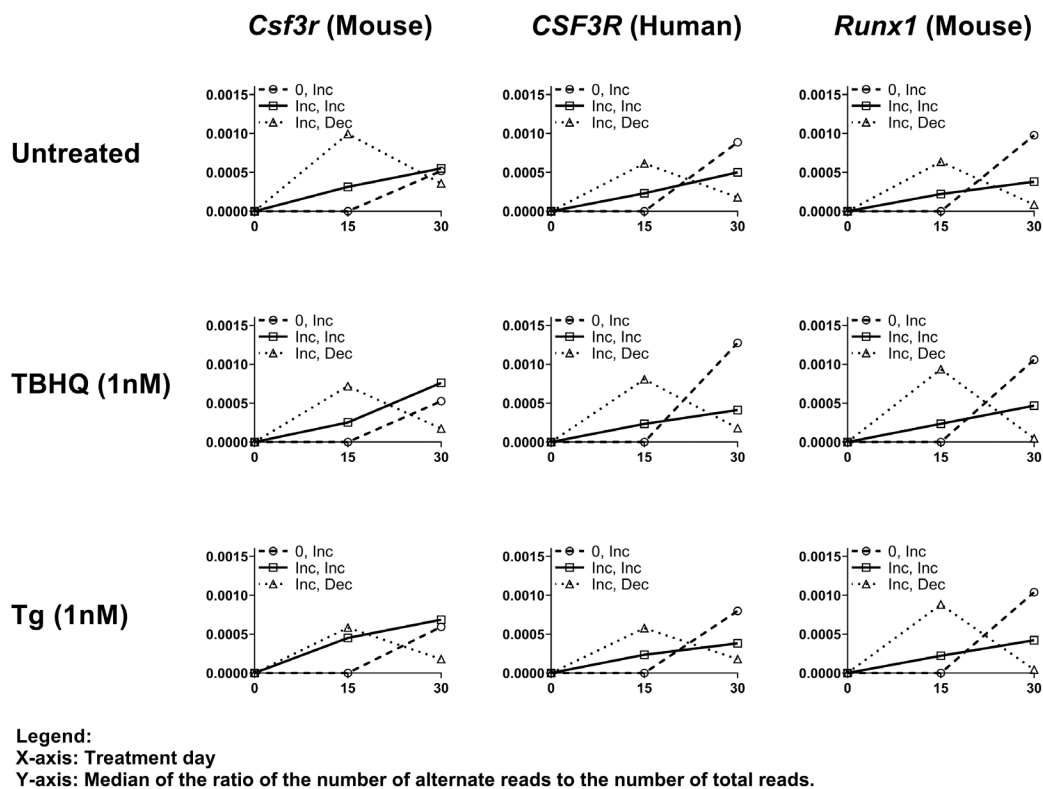 Csf3r (Mouse) CSF3R (Human) Runx1 (Mouse)
Untreated
0.0015 0, Inc
Inc, Inc
0.0010 Inc, Dec
0.0005
0.0000
0 15 30
0.0015 0, Inc
Inc, Inc
0.0010 Inc, Dec
0.0005
0.0000
0 15 30
0.0015 0, Inc
Inc, Inc
0.0010 Inc, Dec
0.0005
0.0000
0 15 30
TBHQ (1nM)
0.0015 0, Inc
Inc, Inc
0.0010 Inc, Dec
0.0005
0.0000
0 15 30
0.0015 0, Inc
Inc, Inc
0.0010 Inc, Dec
0.0005
0.0000
0 15 30
0.0015 0, Inc
Inc, Inc
0.0010 Inc, Dec
0.0005
0.0000
0 15 30
Tg (1nM)
0.0015 0, Inc
Inc, Inc
0.0010 Inc, Dec
0.0005
0.0000
0 15 30
0.0015 0, Inc
Inc, Inc
0.0010 Inc, Dec
0.0005
0.0000
0 15 30
0.0015 0, Inc
Inc, Inc
0.0010 Inc, Dec
0.0005
0.0000
0 15 30
Legend:
X-axis: Treatment day
Y-axis: Median of the ratio of the number of alternate reads to the number of total reads.